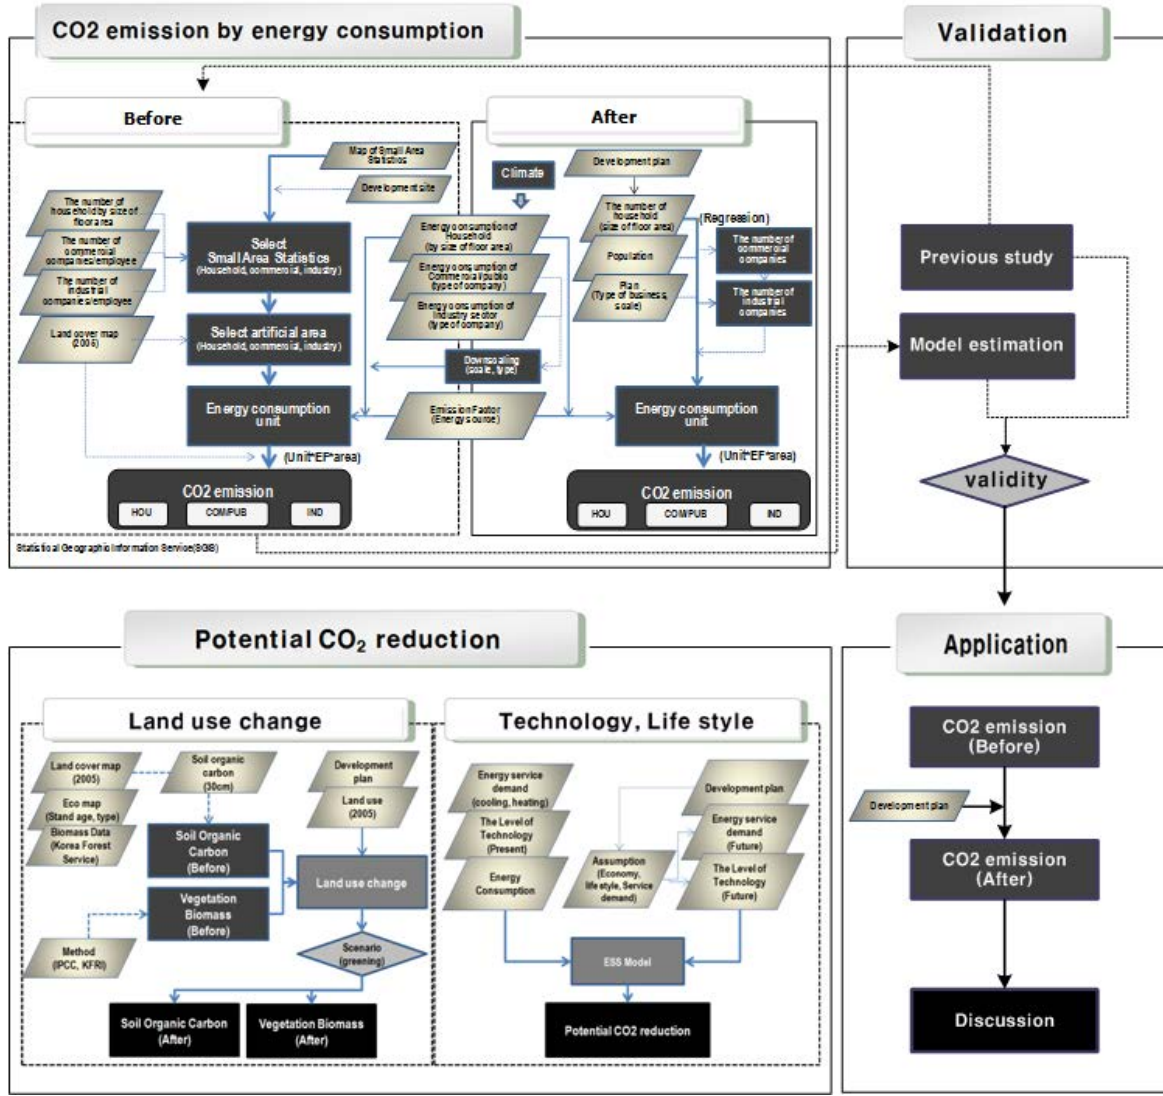 CO2 emission by energy consumption
Before
Map of Small Area
Statistics
Development site
The number of
household by size of
floor area
The number of
commercial
companies/employee
The number of
industrial
companies/employee
Land cover map
(2005)
Select
Small Area Statistics
(Household, commercial, industry)
Select artificial area
(Household, commercial, industry)
Energy consumption
unit
(Unit*EF*area)
CO2 emission
HOU
COM/PUB
IND
Statistical Geographic Information Service(SGIS)
Climate
Energy consumption of
Household
(by size of floor area)
Energy consumption of
Commercial/public
(type of company)
Energy consumption of
Industry sector
(type of company)
Downscaling
(scale, type)
Emission Factor
(Energy source)
After
Development plan
The number of
household
(size of floor area)
(Regression)
Population
Plan
(Type of business,
scale)
The number of
commercial
companies
The number of
industrial
companies
Energy consumption
unit
(Unit*EF*area)
CO2 emission
HOU
COM/PUB
IND
Validation
Previous study
Model estimation
validity
Potential CO₂ reduction
Land use change
Land cover map
(2005)
Soil organic
carbon
(30cm)
Eco map
(Stand age, type)
Biomass Data
(Korea Forest
Service)
Method
(IPCC, KFRI)
Soil Organic
Carbon
(Before)
Vegetation
Biomass
(Before)
Development
plan
Land use
(2005)
Land use change
Scenario
(greening)
Soil Organic Carbon
(After)
Vegetation Biomass
(After)
Technology, Life style
Energy service
demand
(cooling, heating)
The Level of
Technology
(Present)
Energy
Consumption
Assumption
(Economy,
life style, Service
demand)
Development plan
Energy service
demand
(Future)
The Level of
Technology
(Future)
ESS Model
Potential CO2 reduction
Application
CO2 emission
(Before)
Development plan
CO2 emission
(After)
Discussion